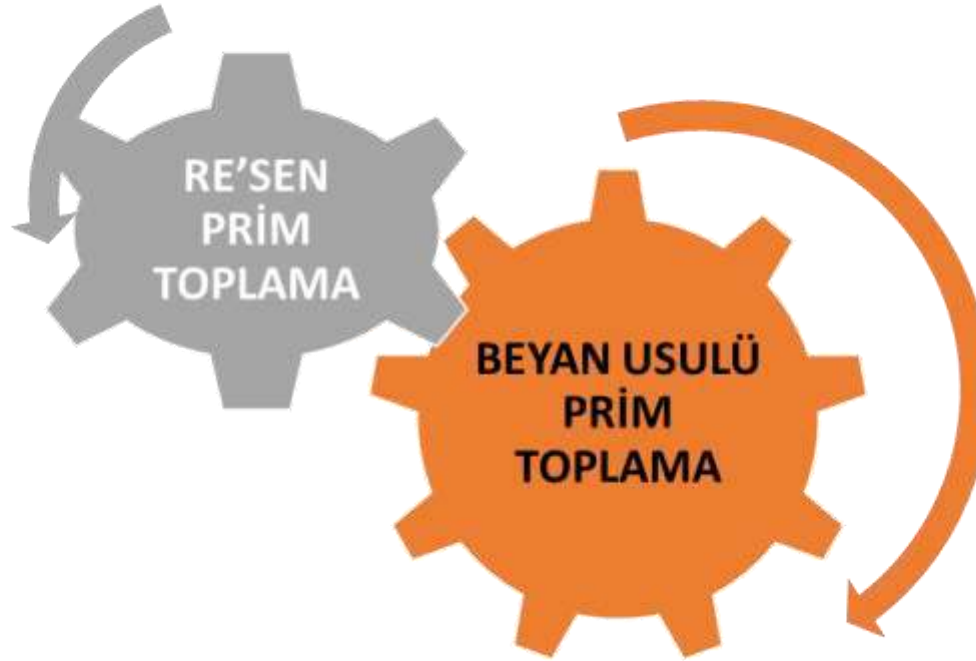 RE'SEN
PRİM
TOPLAMA
BEYAN USULÜ
PRİM
TOPLAMA